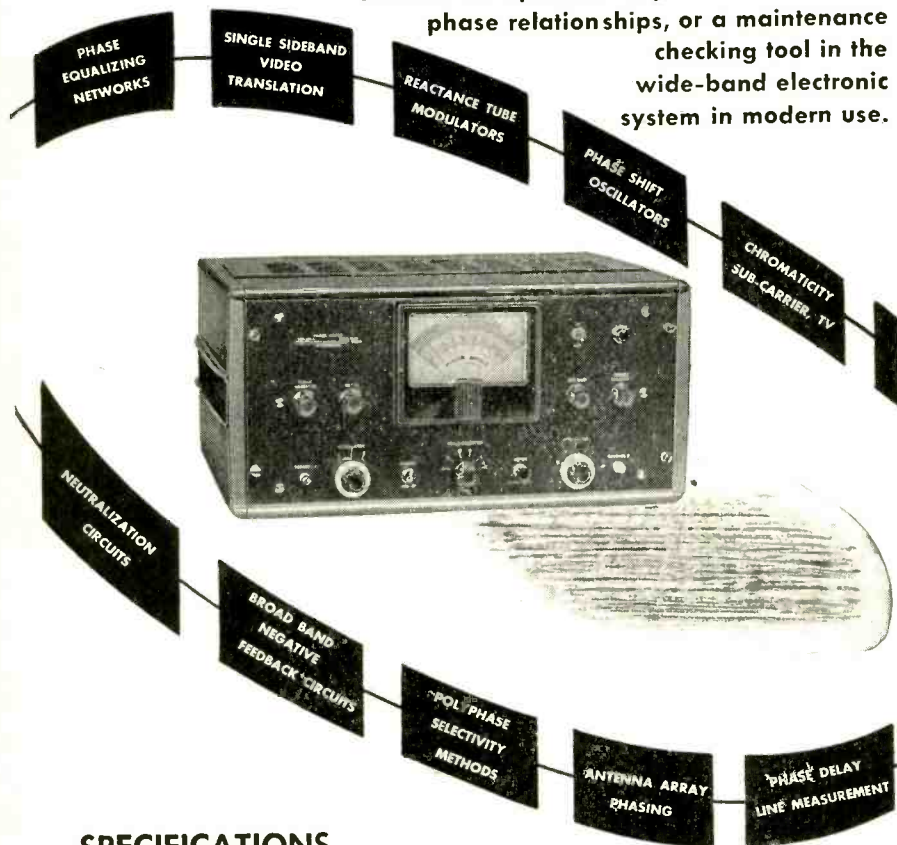 phase relationships, or a maintenance
checking tool in the
wide-band electronic
system in modern use.
PHASE
EQUALIZING
NETWORKS
SINGLE SIDEBAND
VIDEO
TRANSLATION
REACTANCE TUBE
MODULATORS
PHASE SHIFT
OSCILLATORS
CHROMATICITY
SUB-CARRIER, TV
NEUTRALIZATION
CIRCUITS
BROAD BAND
NEGATIVE
FEEDBACK CIRCUITS
POLYPHASE
SELECTIVITY
METHODS
ANTENNA ARRAY
PHASING
PHASE DELAY
LINE MEASUREMENT
SPECIFICATIONS